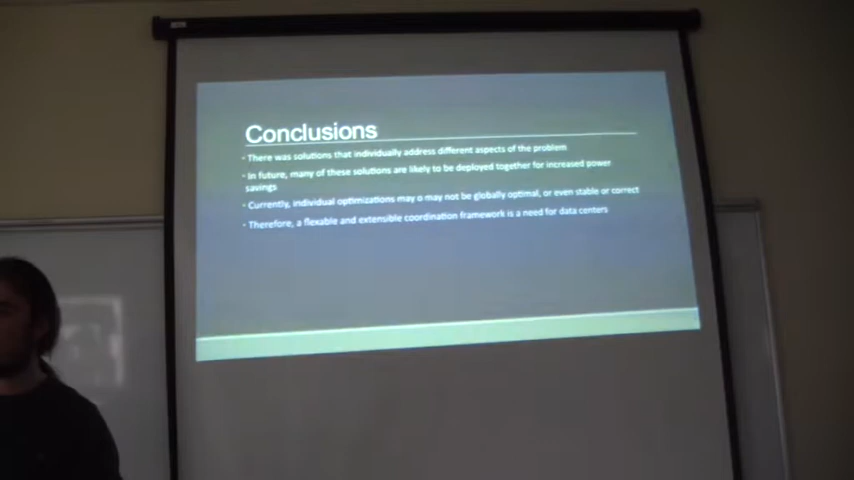 Conclusions
· There was solutions that individually address different aspects of the problem
· In future, many of these solutions are likely to be deployed together for increased power
savings
· Currently, individual optimizations may o may not be globally optimal, or even stable or correct
· Therefore, a flexable and extensible coordination framework is a need for data centers